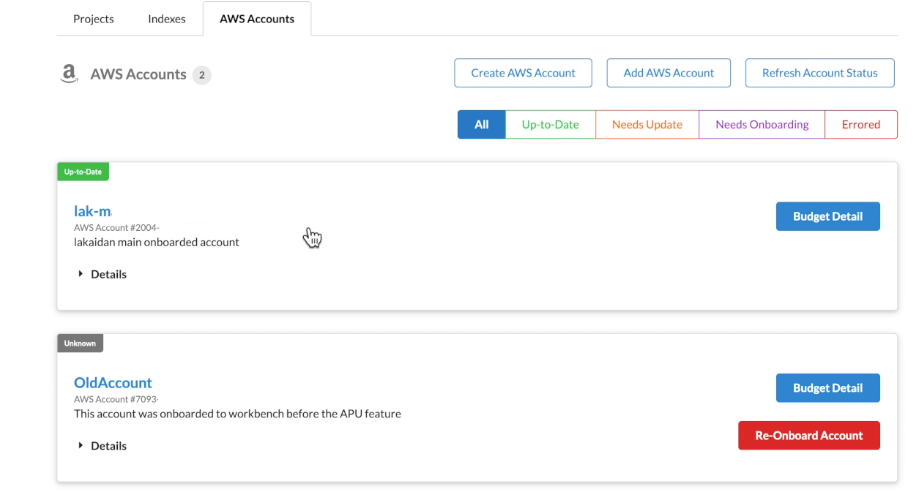 Projects Indexes AWS Accounts
AWS Accounts 2
Create AWS Account Add AWS Account Refresh Account Status
All Up-to-Date Needs Update Needs Onboarding Errored
Up-to-Date
lak-m
AWS Account #2004-
lakaidan main onboarded account
Budget Detail
Details
Unknown
OldAccount
AWS Account #7093-
This account was onboarded to workbench before the APU feature
Budget Detail
Re-Onboard Account
Details